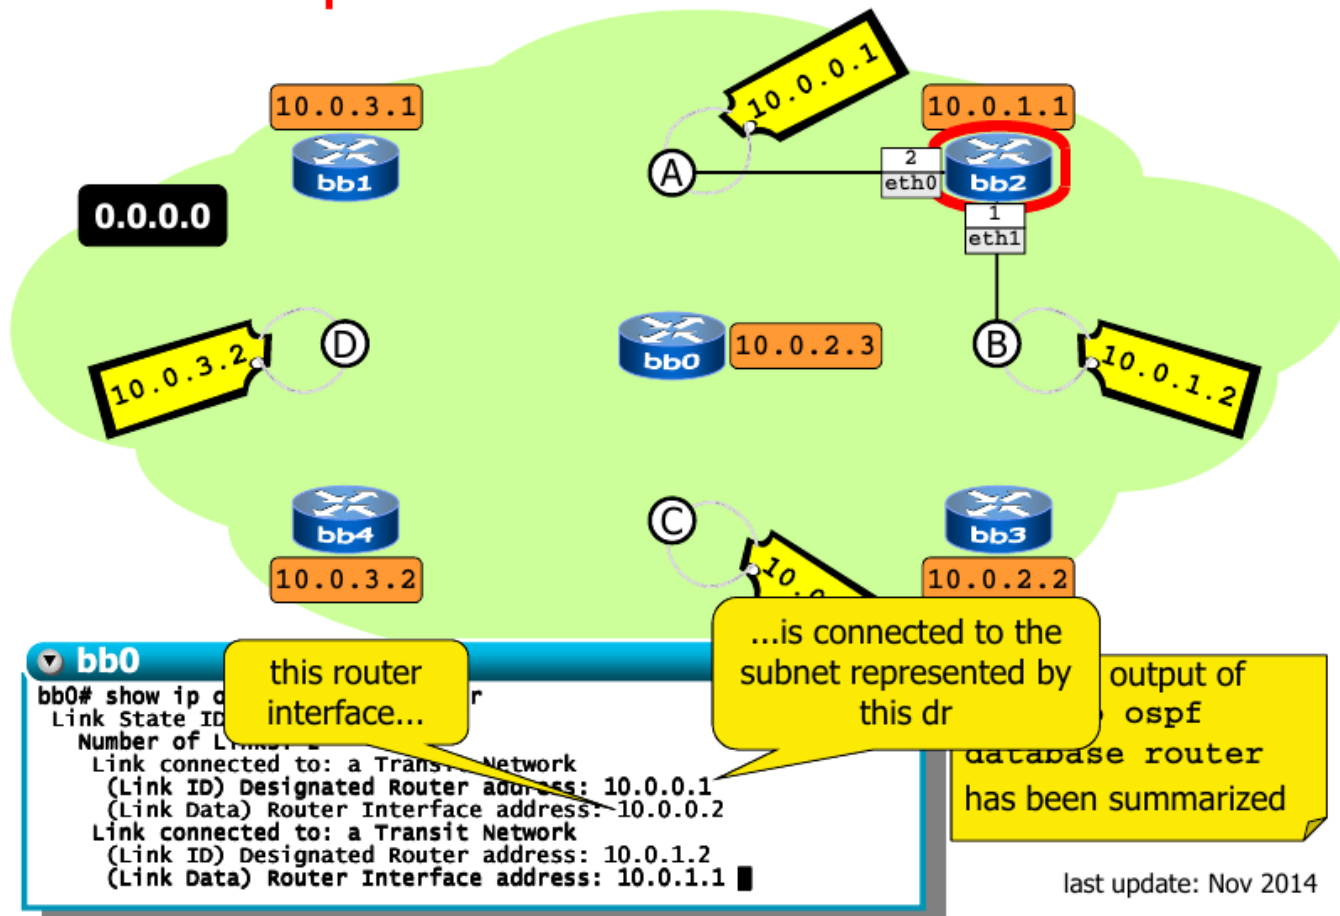 10.0.0.1
10.0.3.1
10.0.1.1
bb1
A
2
eth0
bb2
0.0.0.0
1
eth1
D
10.0.3.2
bb0
10.0.2.3
B
10.0.1.2
bb4
10.0.3.2
C
10.0
bb3
10.0.2.2
this router
interface...
...is connected to the
subnet represented by
this dr
bb0
bb0# show ip
Link State ID
Number of
Link connected to: a Transit Network
(Link ID) Designated Router address: 10.0.0.1
(Link Data) Router Interface address: 10.0.0.2
Link connected to: a Transit Network
(Link ID) Designated Router address: 10.0.1.2
(Link Data) Router Interface address: 10.0.1.1
output of
ospf
database router
has been summarized
last update: Nov 2014